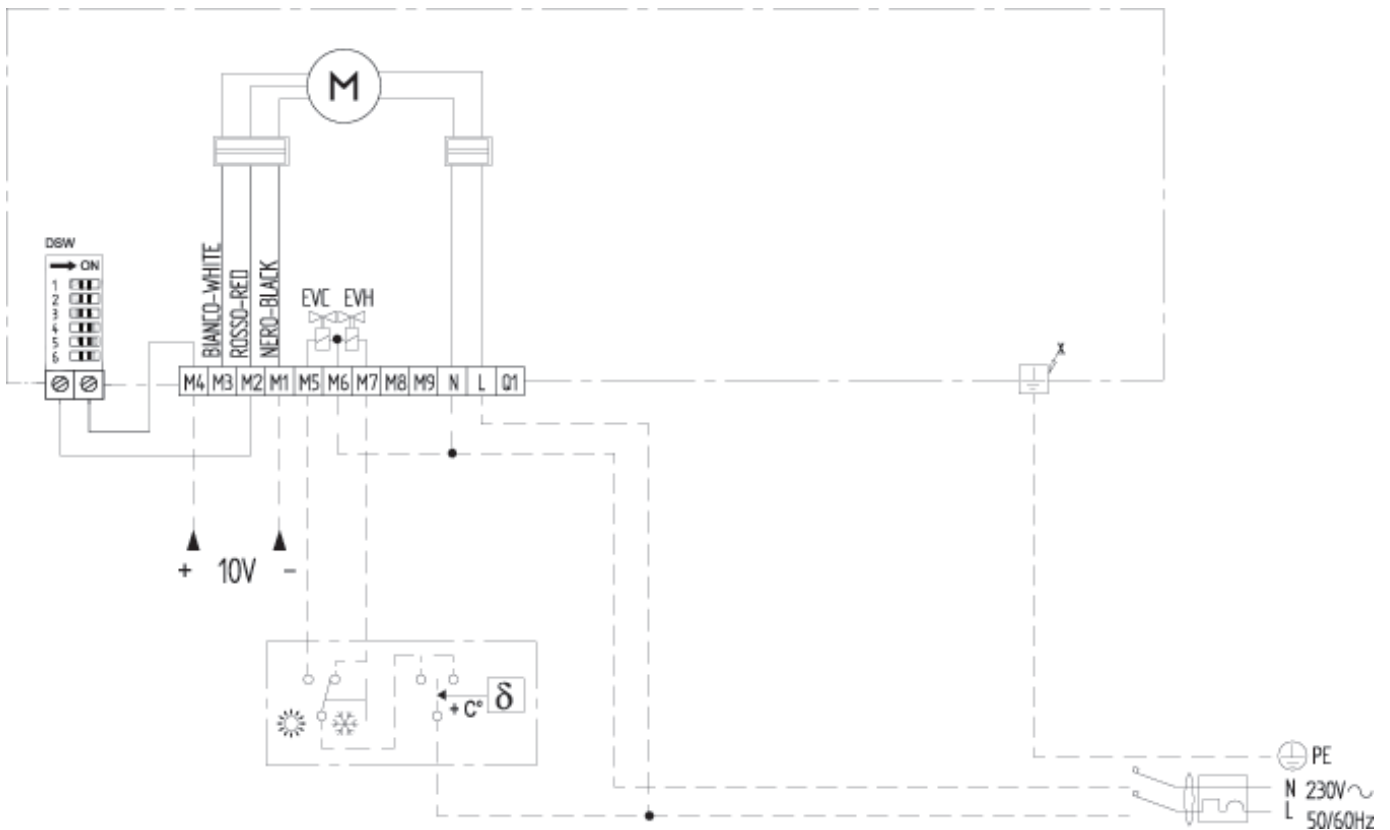 M
DSW
ON
1
2
3
4
5
6
BIANCO-WHITE
ROSSO-RED
NERO-BLACK
EVC EVH
M4 M3 M2 M1 M5 M6 M7 M8 M9 N L Q1
+ 10V -
+ C° δ
PE
N 230V~
L 50/60Hz